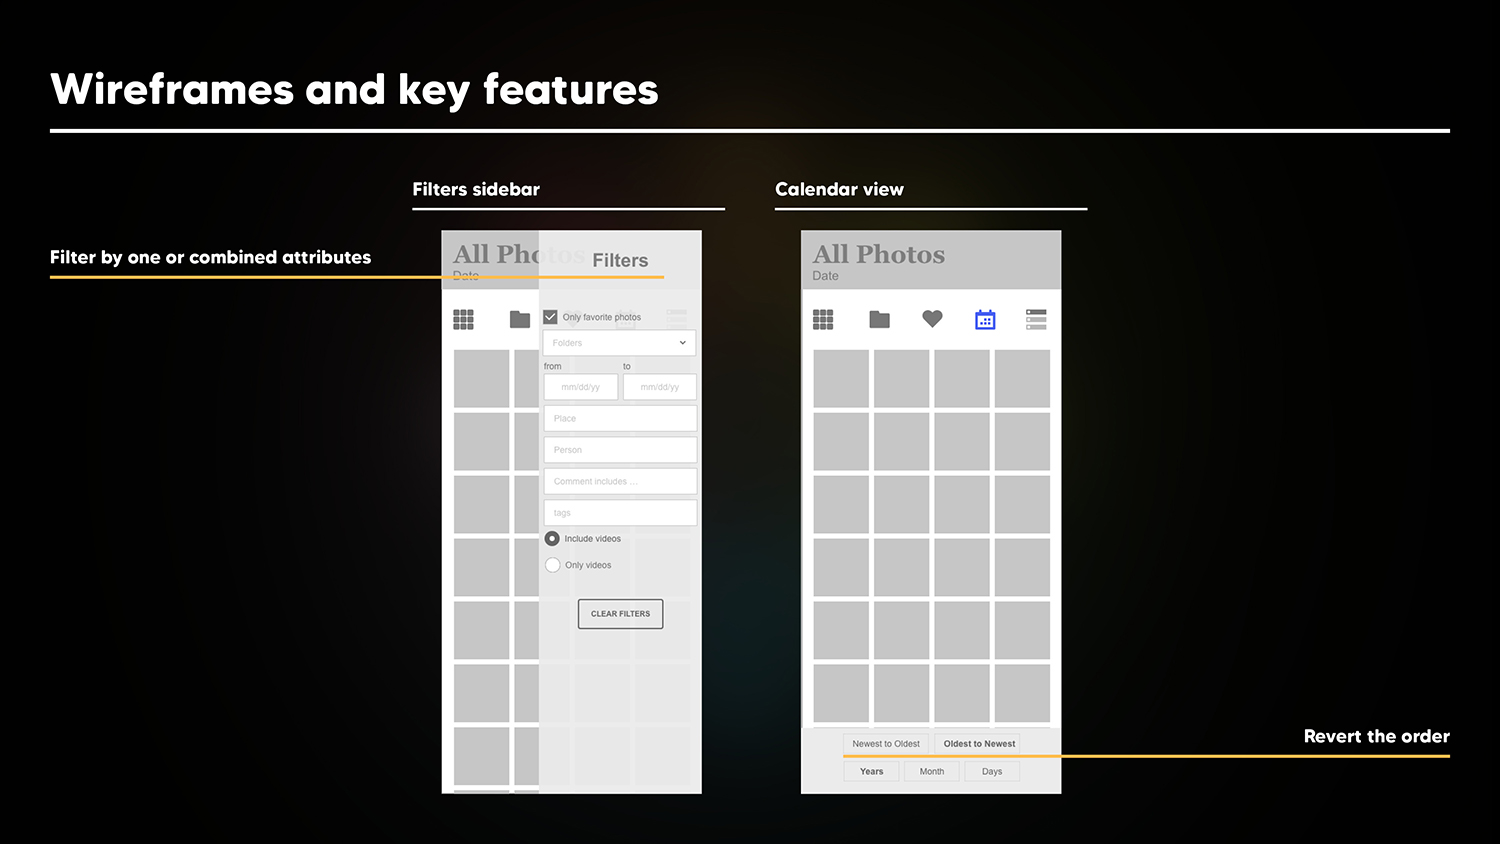 Wireframes and key features
Filters sidebar
Calendar view
Filter by one or combined attributes
All Photos
Date
Filters
Only favorite photos
Folders
from to
mm/dd/yy mm/dd/yy
Place
Person
Comment includes ...
tags
Include videos
Only videos
CLEAR FILTERS
All Photos
Date
Newest to Oldest Oldest to Newest
Years Month Days
Revert the order